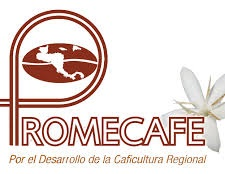 PROMECAFE
Por el Desarrollo de la Caficultura Regional